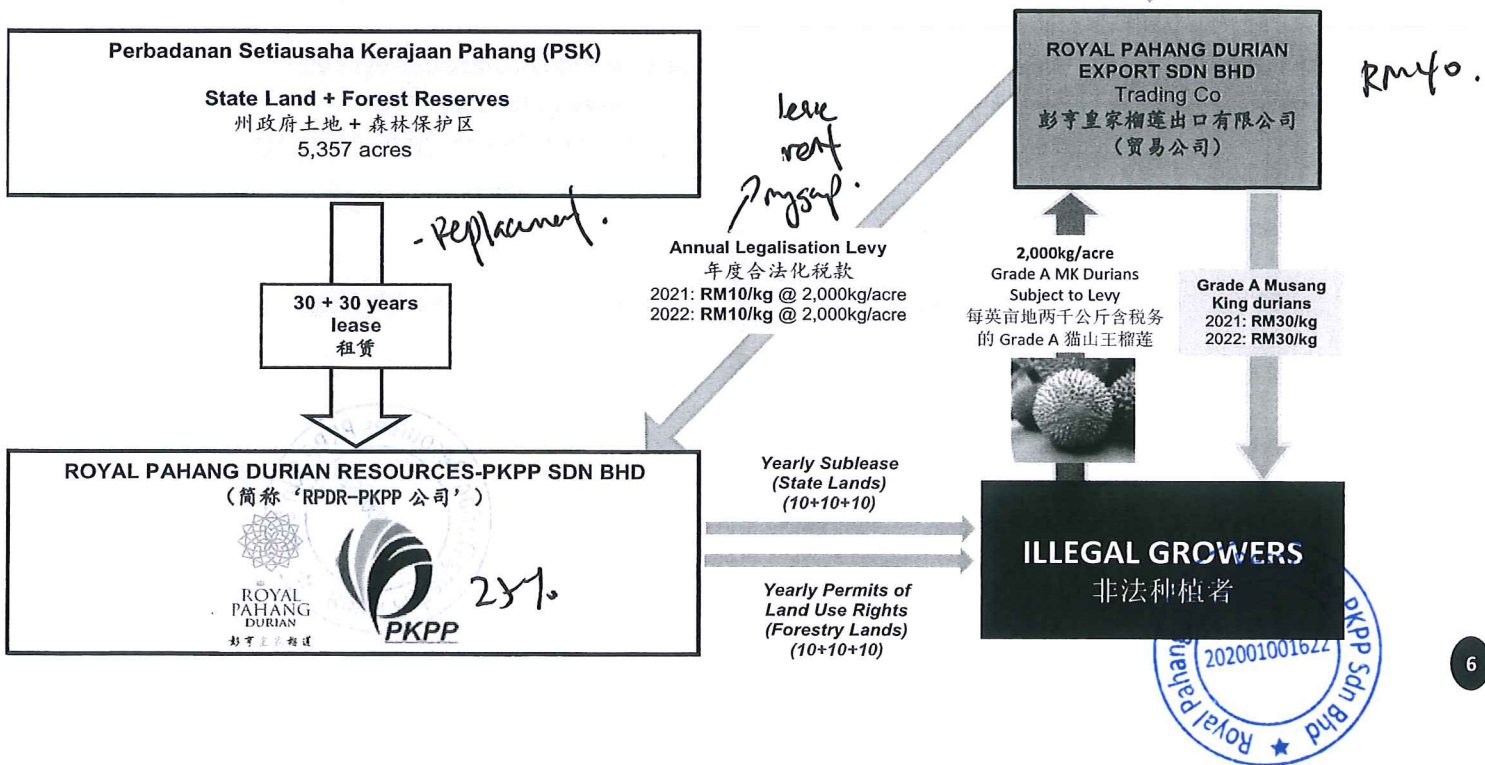 Perbadanan Setiausaha Kerajaan Pahang (PSK)
State Land + Forest Reserves
州政府土地 + 森林保护区
5,357 acres
- Replacement.
30 + 30 years
lease
租赁
rent
Annual Legalisation Levy
年度合法化税款
2021: RM10/kg @ 2,000kg/acre
2022: RM10/kg @ 2,000kg/acre
ROYAL PAHANG DURIAN
EXPORT SDN BHD
Trading Co
彭亨皇家榴莲出口有限公司
（贸易公司）
RM40.
2,000kg/acre
Grade A MK Durians
Subject to Levy
每英亩地两千公斤含税务
的 Grade A 猫山王榴莲
Grade A Musang
King durians
2021: RM30/kg
2022: RM30/kg
ROYAL PAHANG DURIAN RESOURCES-PKPP SDN BHD
（简称‘RPDR-PKPP 公司’）
ROYAL
PAHANG
DURIAN
PKPP
Yearly Sublease
(State Lands)
(10+10+10)
Yearly Permits of
Land Use Rights
(Forestry Lands)
(10+10+10)
ILLEGAL GROWERS
非法种植者
Royal Pahang
PKPP Sdn Bhd
202001001622
6